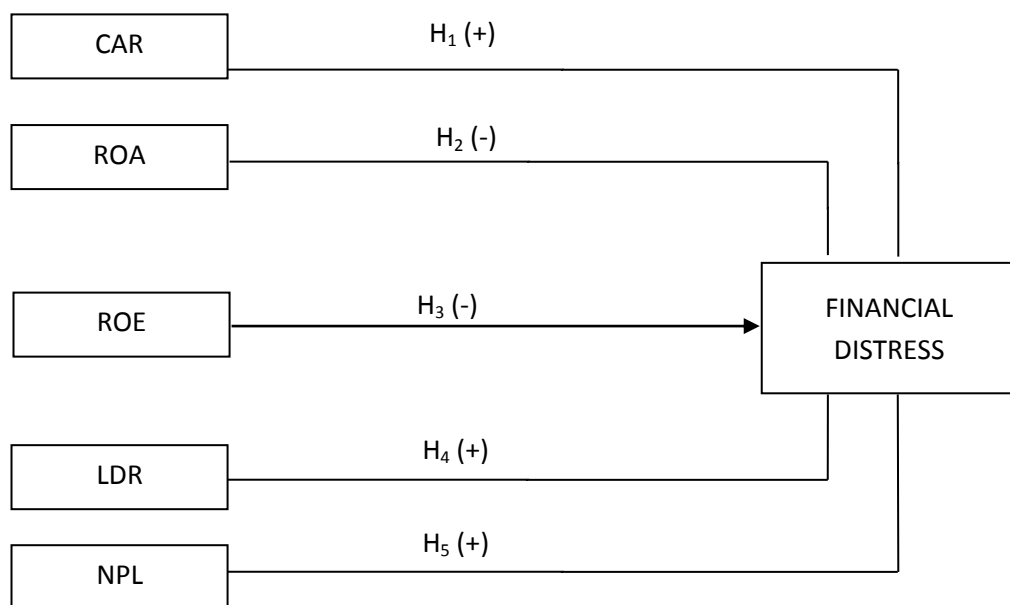 CAR
H₁ (+)
ROA
H₂ (-)
ROE
H₃ (-)
FINANCIAL
DISTRESS
LDR
H₄ (+)
NPL
H₅ (+)